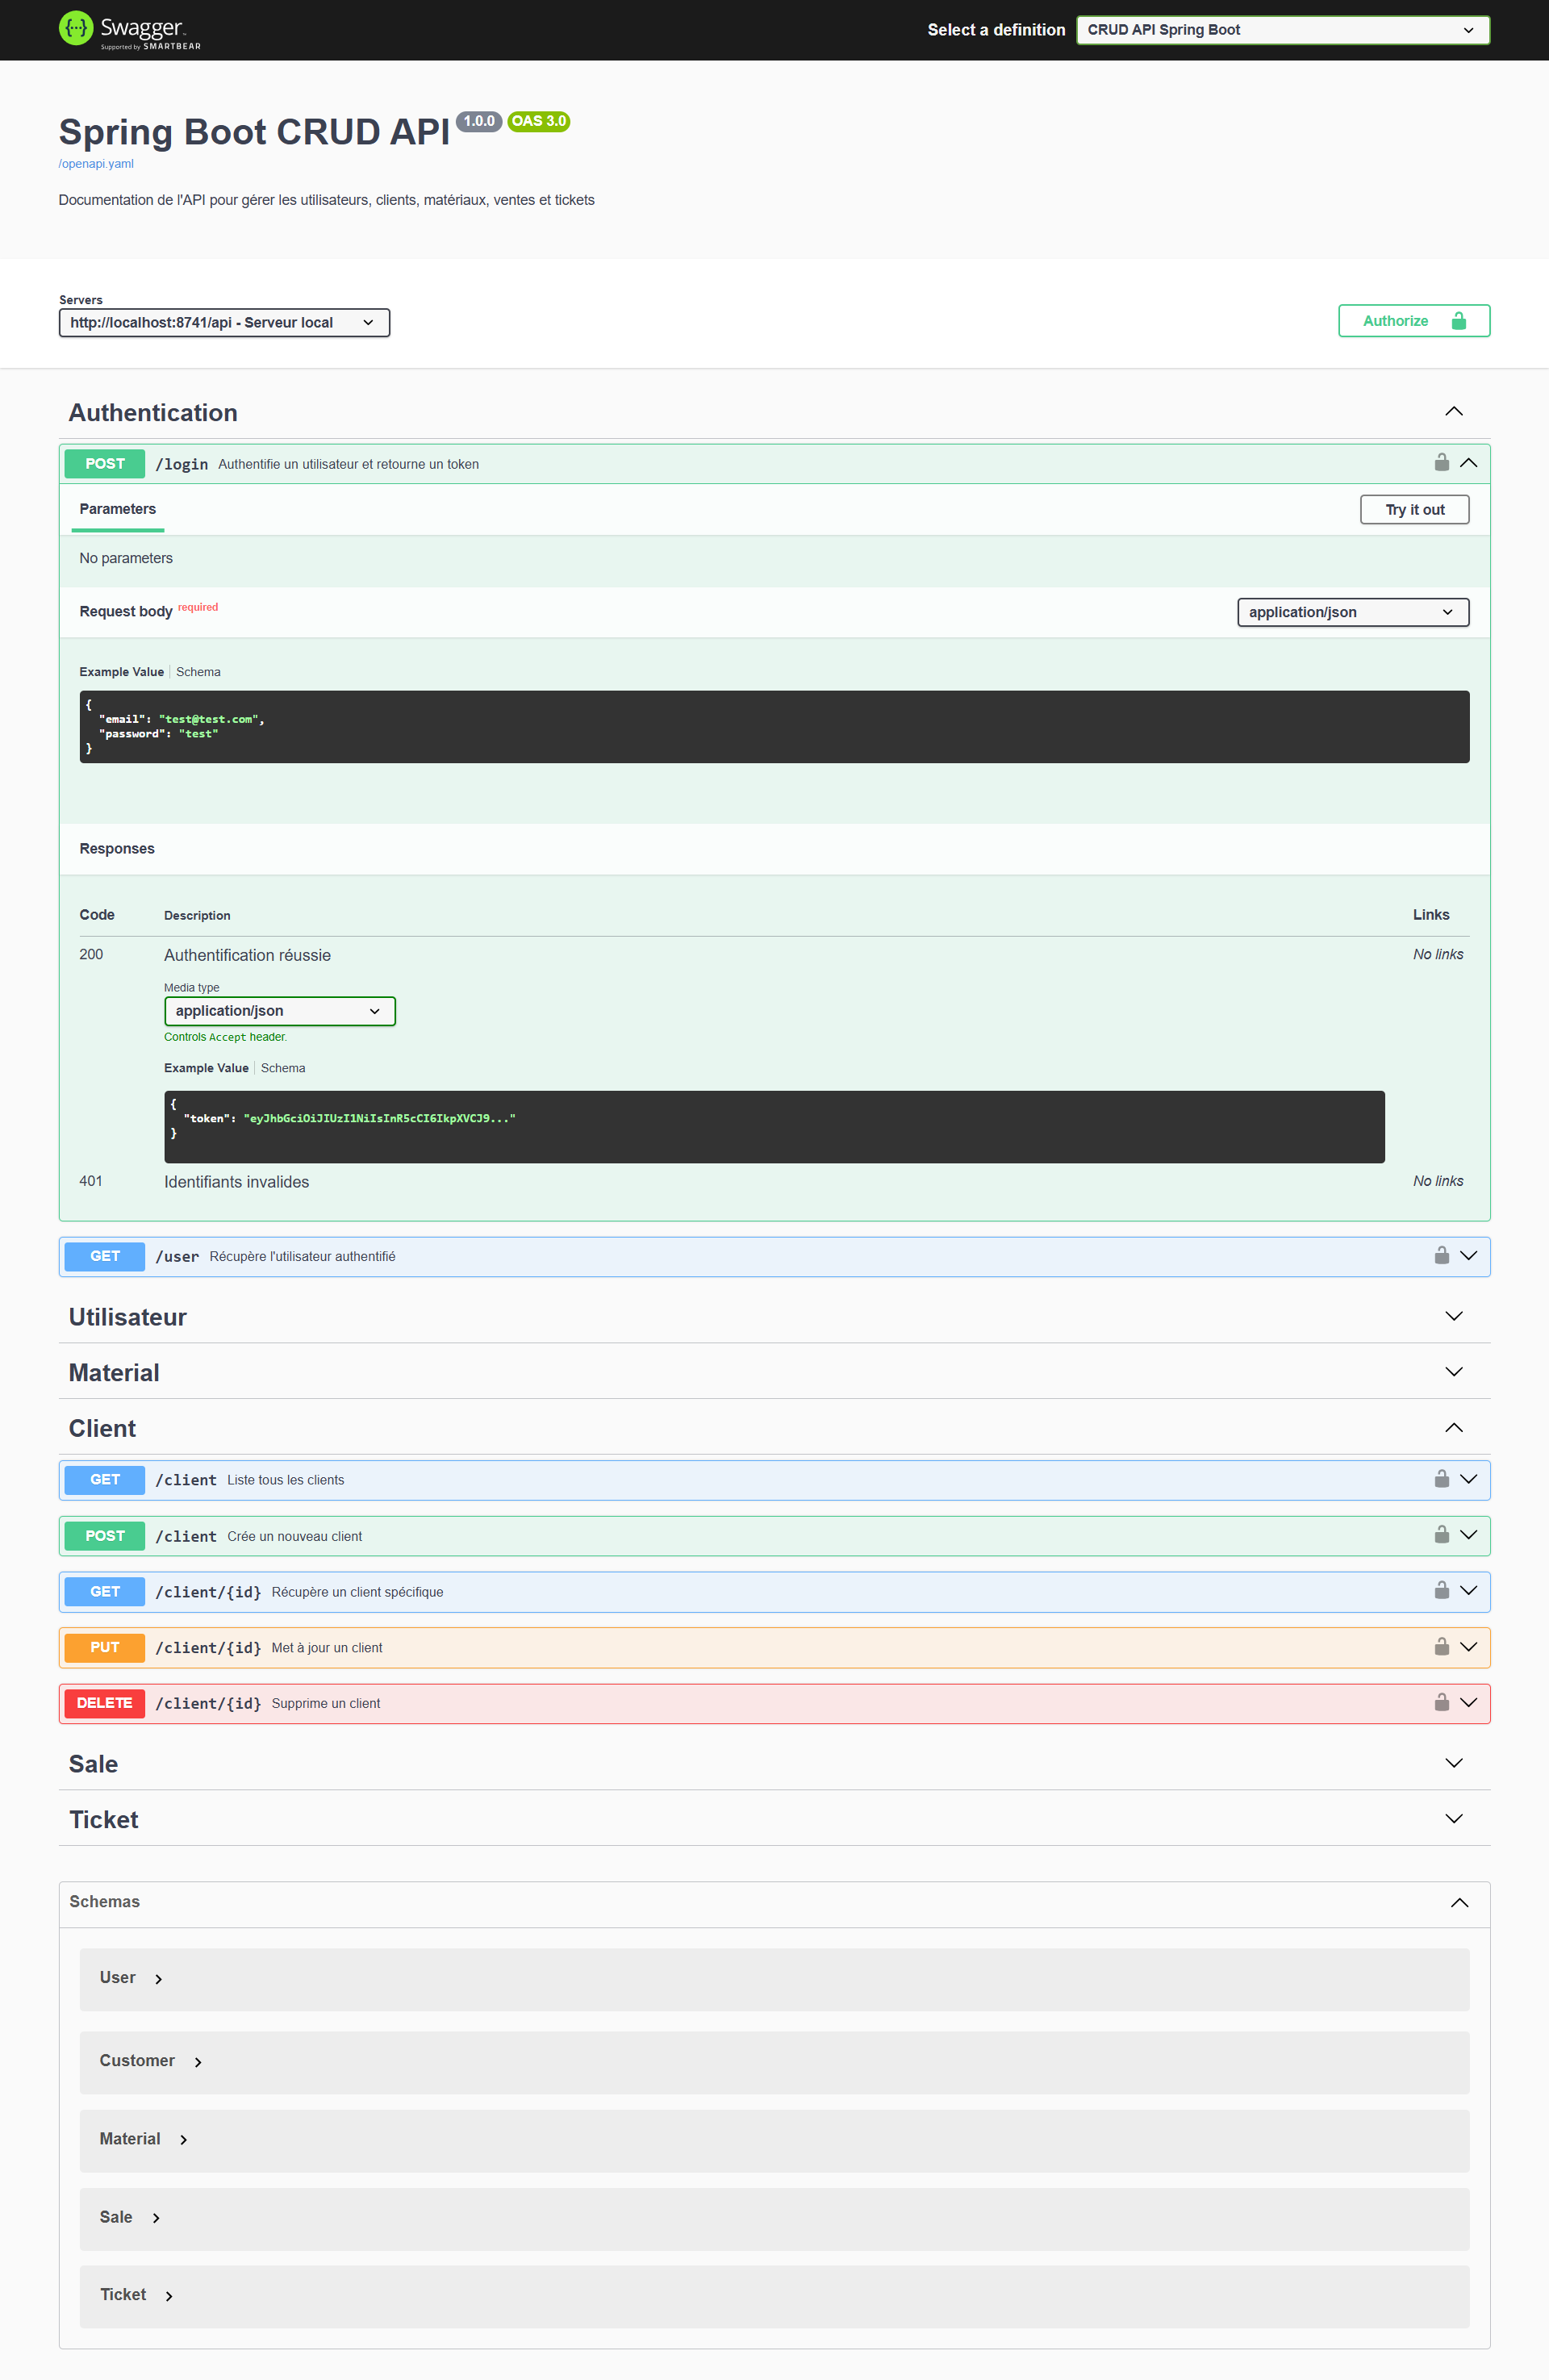 Swagger
Supported by SMARTBEAR
Select a definition
CRUD API Spring Boot
Spring Boot CRUD API 1.0.0 OAS 3.0
/openapi.yaml
Documentation de l'API pour gérer les utilisateurs, clients, matériaux, ventes et tickets
Servers
http://localhost:8741/api - Serveur local
Authorize
Authentication
POST /login Authentifie un utilisateur et retourne un token
Parameters
Try it out
No parameters
Request body required
application/json
Example Value Schema
{
"email": "test@test.com",
"password": "test"
}
Responses
Code Description Links
200 Authentification réussie No links
Media type
application/json
Controls Accept header.
Example Value Schema
{
"token": "eyJhbGciOiJIUzI1NiIsInR5cCI6IkpXVCJ9..."
}
401 Identifiants invalides No links
GET /user Récupère l'utilisateur authentifié
Utilisateur
Material
Client
GET /client Liste tous les clients
POST /client Crée un nouveau client
GET /client/{id} Récupère un client spécifique
PUT /client/{id} Met à jour un client
DELETE /client/{id} Supprime un client
Sale
Ticket
Schemas
User
Customer
Material
Sale
Ticket